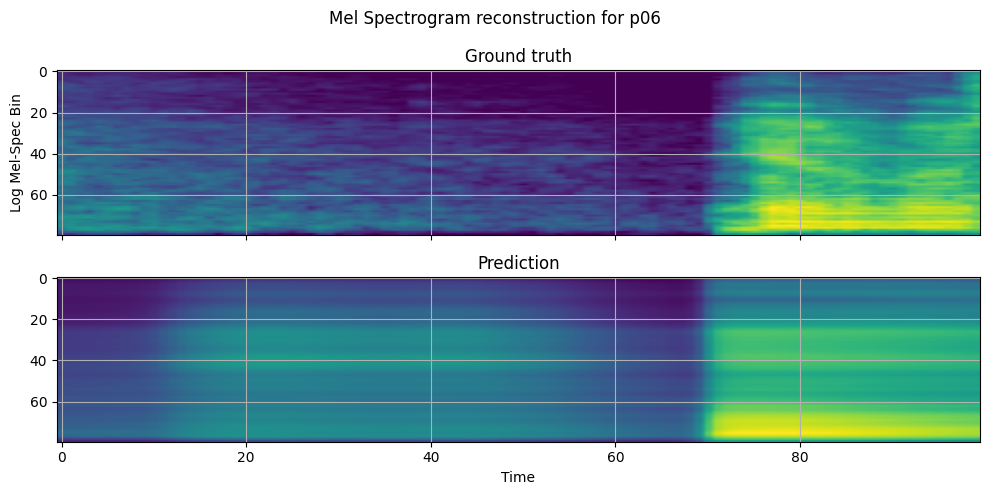 Mel Spectrogram reconstruction for p06
Ground truth
Log Mel-Spec Bin
0
20
40
60
Prediction
0
20
40
60
0 20 40 60 80
Time